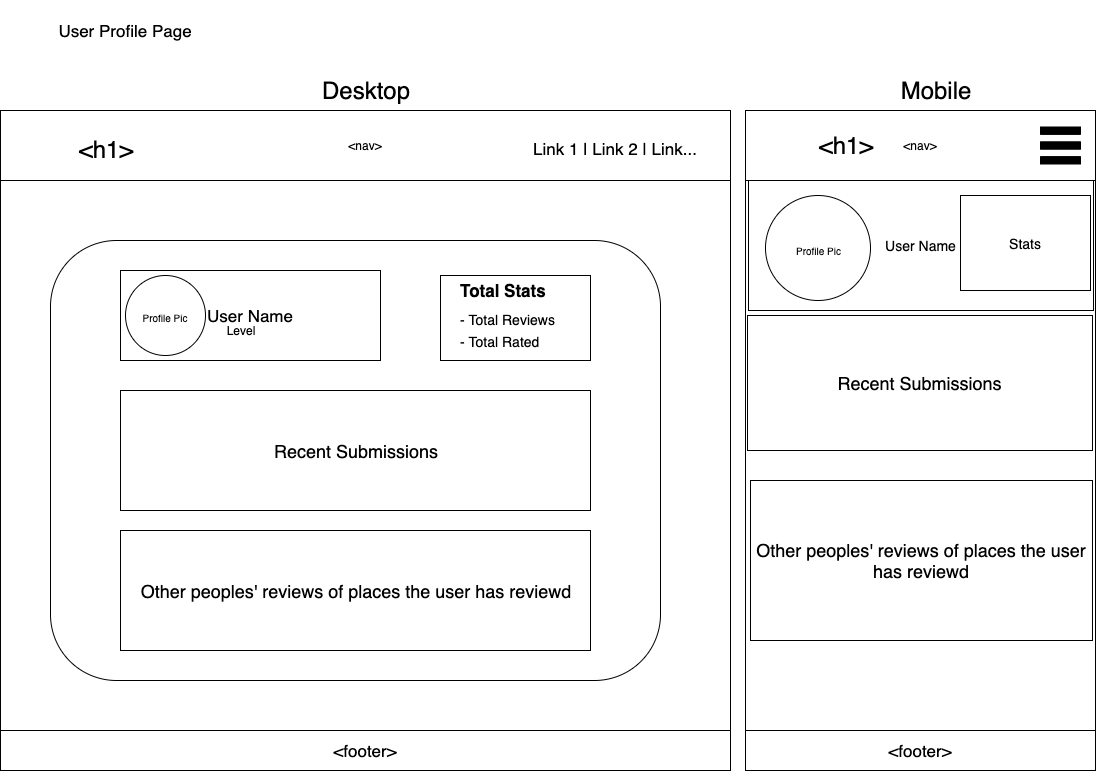 User Profile Page
Desktop
<h1>
<nav>
Link 1 | Link 2 | Link...
Profile Pic
User Name
Level
Total Stats
- Total Reviews
- Total Rated
Recent Submissions
Other peoples' reviews of places the user has reviewd
<footer>
Mobile
<h1>
<nav>
Profile Pic
User Name
Stats
Recent Submissions
Other peoples' reviews of places the user
has reviewd
<footer>